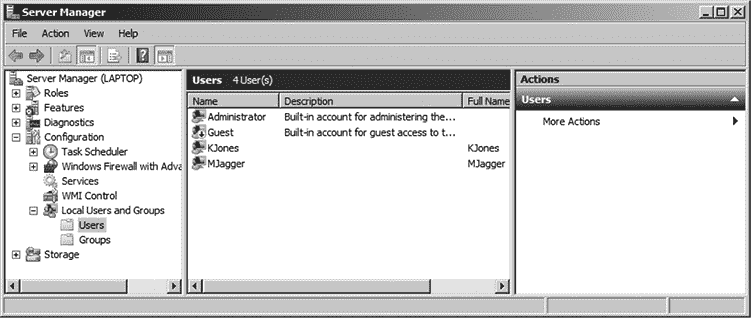 Server Manager
File Action View Help
Server Manager (LAPTOP)
Roles
Features
Diagnostics
Configuration
Task Scheduler
Windows Firewall with Adva
Services
WMI Control
Local Users and Groups
Users
Groups
Storage
Users 4 User(s)
Name Description Full Name
Administrator Built-in account for administering the...
Guest Built-in account for guest access to t...
KJones KJones
MJagger MJagger
Actions
Users
More Actions